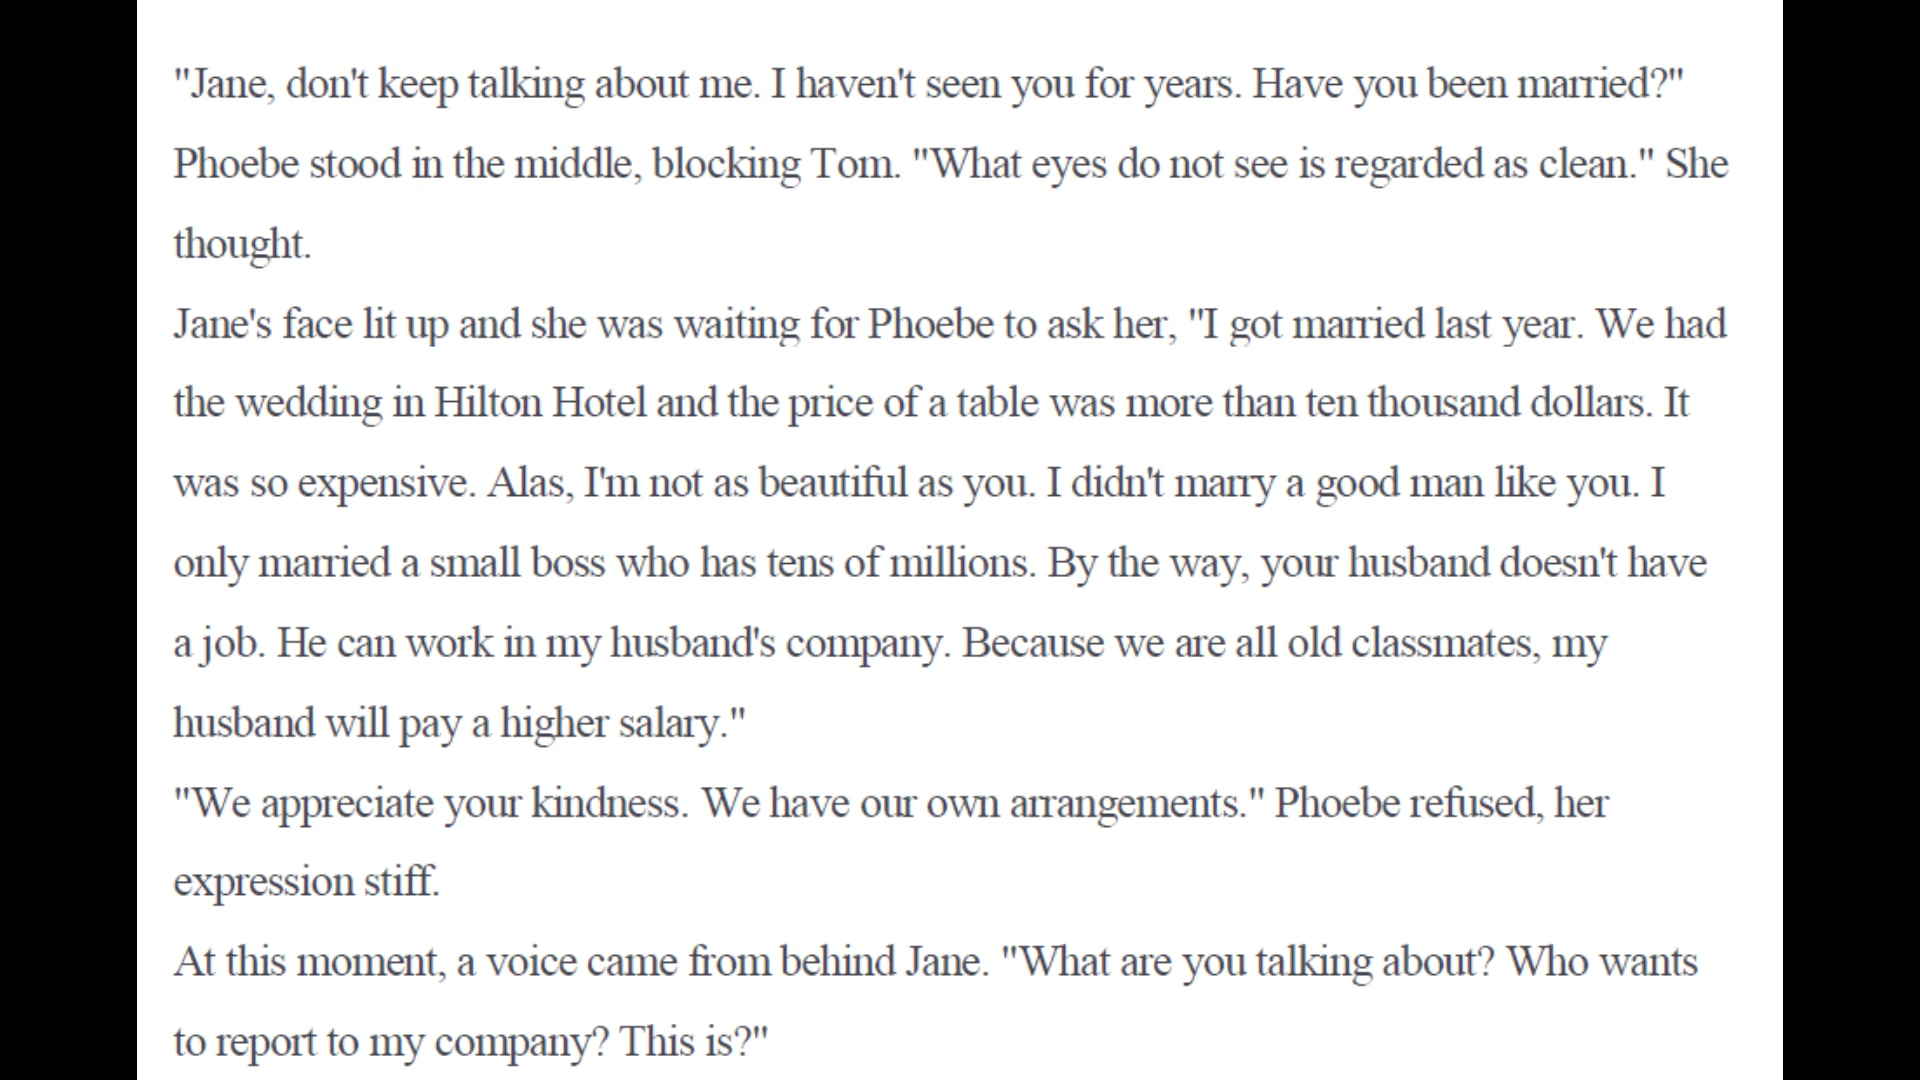 "Jane, don't keep talking about me. I haven't seen you for years. Have you been married?"
Phoebe stood in the middle, blocking Tom. "What eyes do not see is regarded as clean." She
thought.
Jane's face lit up and she was waiting for Phoebe to ask her, "I got married last year. We had
the wedding in Hilton Hotel and the price of a table was more than ten thousand dollars. It
was so expensive. Alas, I'm not as beautiful as you. I didn't marry a good man like you. I
only married a small boss who has tens of millions. By the way, your husband doesn't have
a job. He can work in my husband's company. Because we are all old classmates, my
husband will pay a higher salary."
"We appreciate your kindness. We have our own arrangements." Phoebe refused, her
expression stiff.
At this moment, a voice came from behind Jane. "What are you talking about? Who wants
to report to my company? This is?"